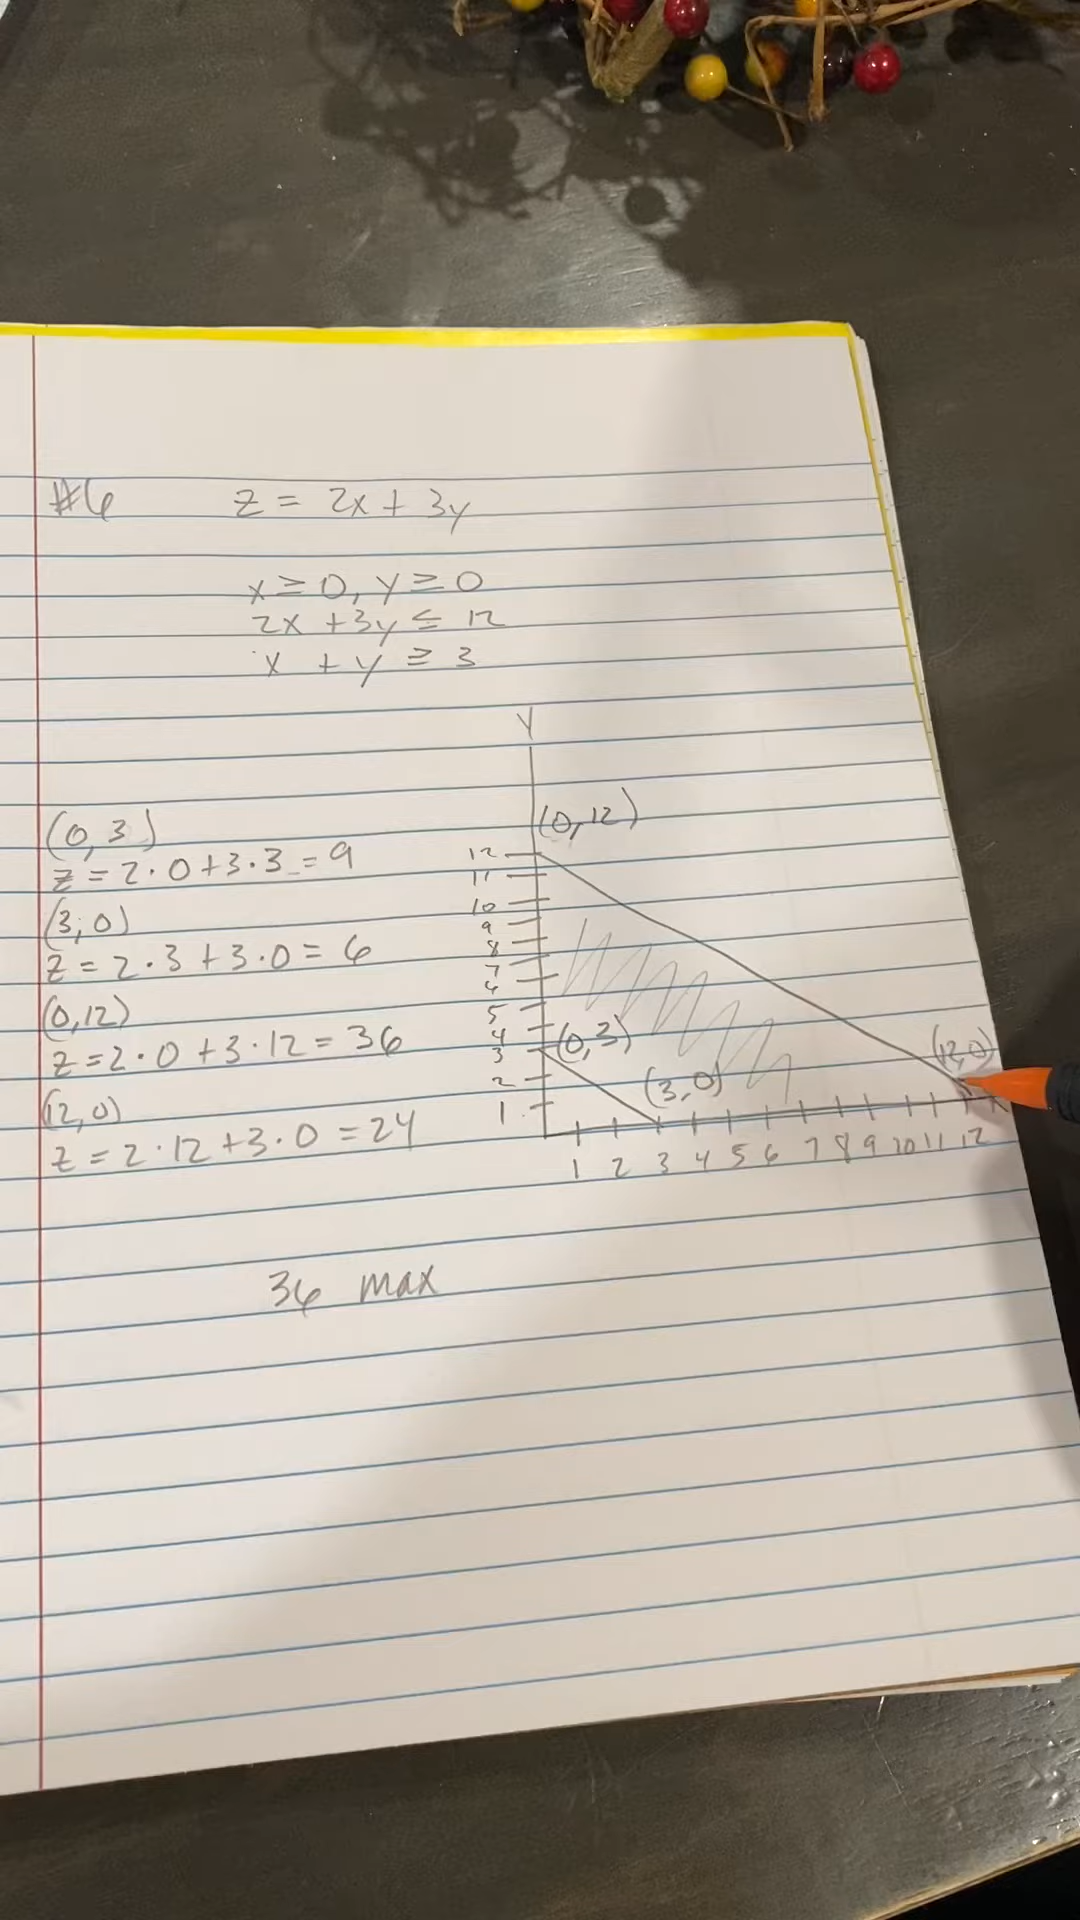 #6 z = 2x + 3y
x ≥ 0, y ≥ 0
2x + 3y ≤ 12
x + y ≥ 3
(0, 3)
z = 2 · 0 + 3 · 3 = 9
(3, 0)
z = 2 · 3 + 3 · 0 = 6
(0, 12)
z = 2 · 0 + 3 · 12 = 36
(12, 0)
z = 2 · 12 + 3 · 0 = 24
Y
(0, 12)
12
11
10
9
8
7
6
5
4
3
2
1
(0, 3)
(3, 0)
(12, 0)
1 2 3 4 5 6 7 8 9 10 11 12
36 max